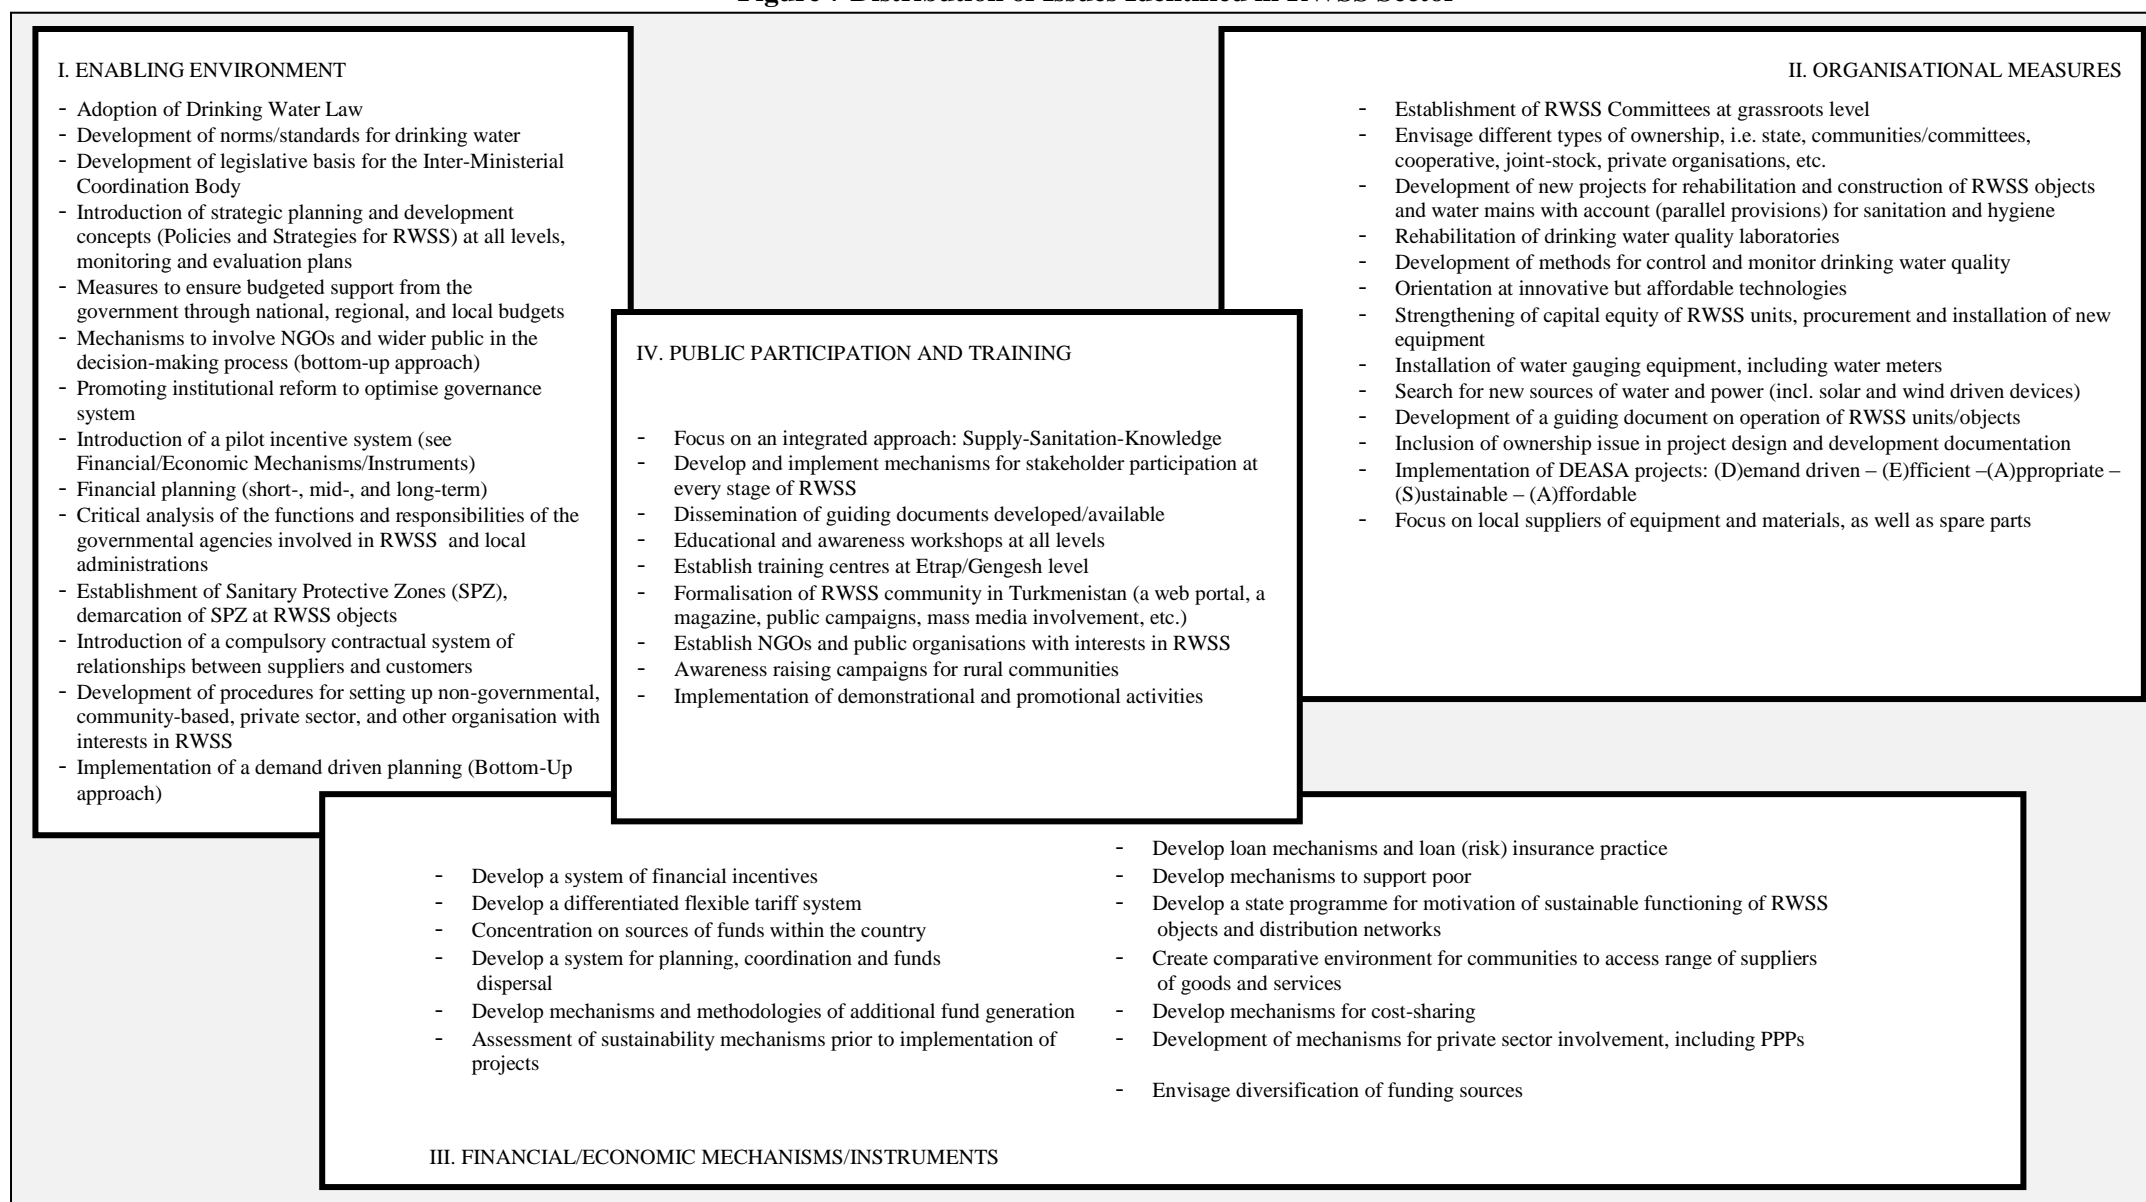 I. ENABLING ENVIRONMENT
- Adoption of Drinking Water Law
- Development of norms/standards for drinking water
- Development of legislative basis for the Inter-Ministerial
Coordination Body
- Introduction of strategic planning and development
concepts (Policies and Strategies for RWSS) at all levels,
monitoring and evaluation plans
- Measures to ensure budgeted support from the
government through national, regional, and local budgets
- Mechanisms to involve NGOs and wider public in the
decision-making process (bottom-up approach)
- Promoting institutional reform to optimise governance
system
- Introduction of a pilot incentive system (see
Financial/Economic Mechanisms/Instruments)
- Financial planning (short-, mid-, and long-term)
- Critical analysis of the functions and responsibilities of the
governmental agencies involved in RWSS and local
administrations
- Establishment of Sanitary Protective Zones (SPZ),
demarcation of SPZ at RWSS objects
- Introduction of a compulsory contractual system of
relationships between suppliers and customers
- Development of procedures for setting up non-governmental,
community-based, private sector, and other organisation with
interests in RWSS
- Implementation of a demand driven planning (Bottom-Up
approach)
II. ORGANISATIONAL MEASURES
- Establishment of RWSS Committees at grassroots level
- Envisage different types of ownership, i.e. state, communities/committees,
cooperative, joint-stock, private organisations, etc.
- Development of new projects for rehabilitation and construction of RWSS objects
and water mains with account (parallel provisions) for sanitation and hygiene
- Rehabilitation of drinking water quality laboratories
- Development of methods for control and monitor drinking water quality
- Orientation at innovative but affordable technologies
- Strengthening of capital equity of RWSS units, procurement and installation of new
equipment
- Installation of water gauging equipment, including water meters
- Search for new sources of water and power (incl. solar and wind driven devices)
- Development of a guiding document on operation of RWSS units/objects
- Inclusion of ownership issue in project design and development documentation
- Implementation of DEASA projects: (D)emand driven – (E)fficient –(A)ppropriate –
(S)ustainable – (A)ffordable
- Focus on local suppliers of equipment and materials, as well as spare parts
IV. PUBLIC PARTICIPATION AND TRAINING
- Focus on an integrated approach: Supply-Sanitation-Knowledge
- Develop and implement mechanisms for stakeholder participation at
every stage of RWSS
- Dissemination of guiding documents developed/available
- Educational and awareness workshops at all levels
- Establish training centres at Etrap/Gengesh level
- Formalisation of RWSS community in Turkmenistan (a web portal, a
magazine, public campaigns, mass media involvement, etc.)
- Establish NGOs and public organisations with interests in RWSS
- Awareness raising campaigns for rural communities
- Implementation of demonstrational and promotional activities
- Develop a system of financial incentives
- Develop a differentiated flexible tariff system
- Concentration on sources of funds within the country
- Develop a system for planning, coordination and funds
dispersal
- Develop mechanisms and methodologies of additional fund generation
- Assessment of sustainability mechanisms prior to implementation of
projects
- Develop loan mechanisms and loan (risk) insurance practice
- Develop mechanisms to support poor
- Develop a state programme for motivation of sustainable functioning of RWSS
objects and distribution networks
- Create comparative environment for communities to access range of suppliers
of goods and services
- Develop mechanisms for cost-sharing
- Development of mechanisms for private sector involvement, including PPPs
- Envisage diversification of funding sources
III. FINANCIAL/ECONOMIC MECHANISMS/INSTRUMENTS